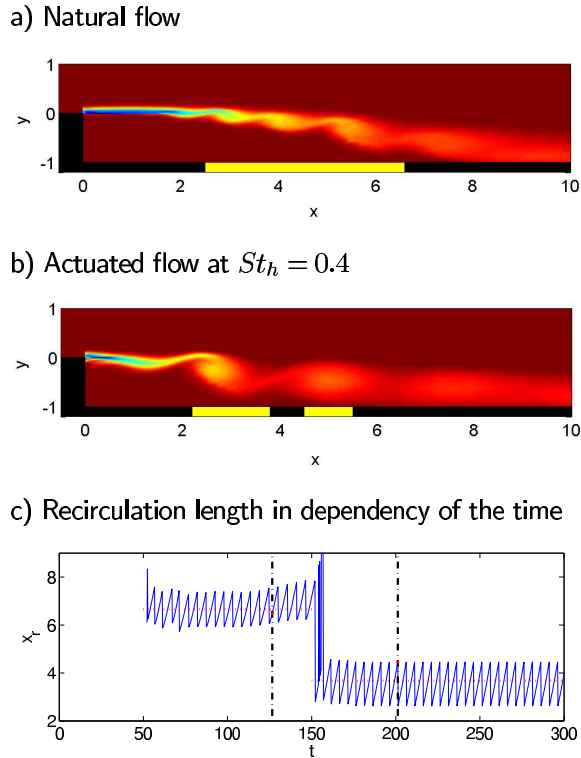 a) Natural flow
1
0
-1
y
0 2 4 6 8 10
x
b) Actuated flow at St_h = 0.4
1
0
-1
y
0 2 4 6 8 10
x
c) Recirculation length in dependency of the time
8
6
4
2
x_r
0 50 100 150 200 250 300
t